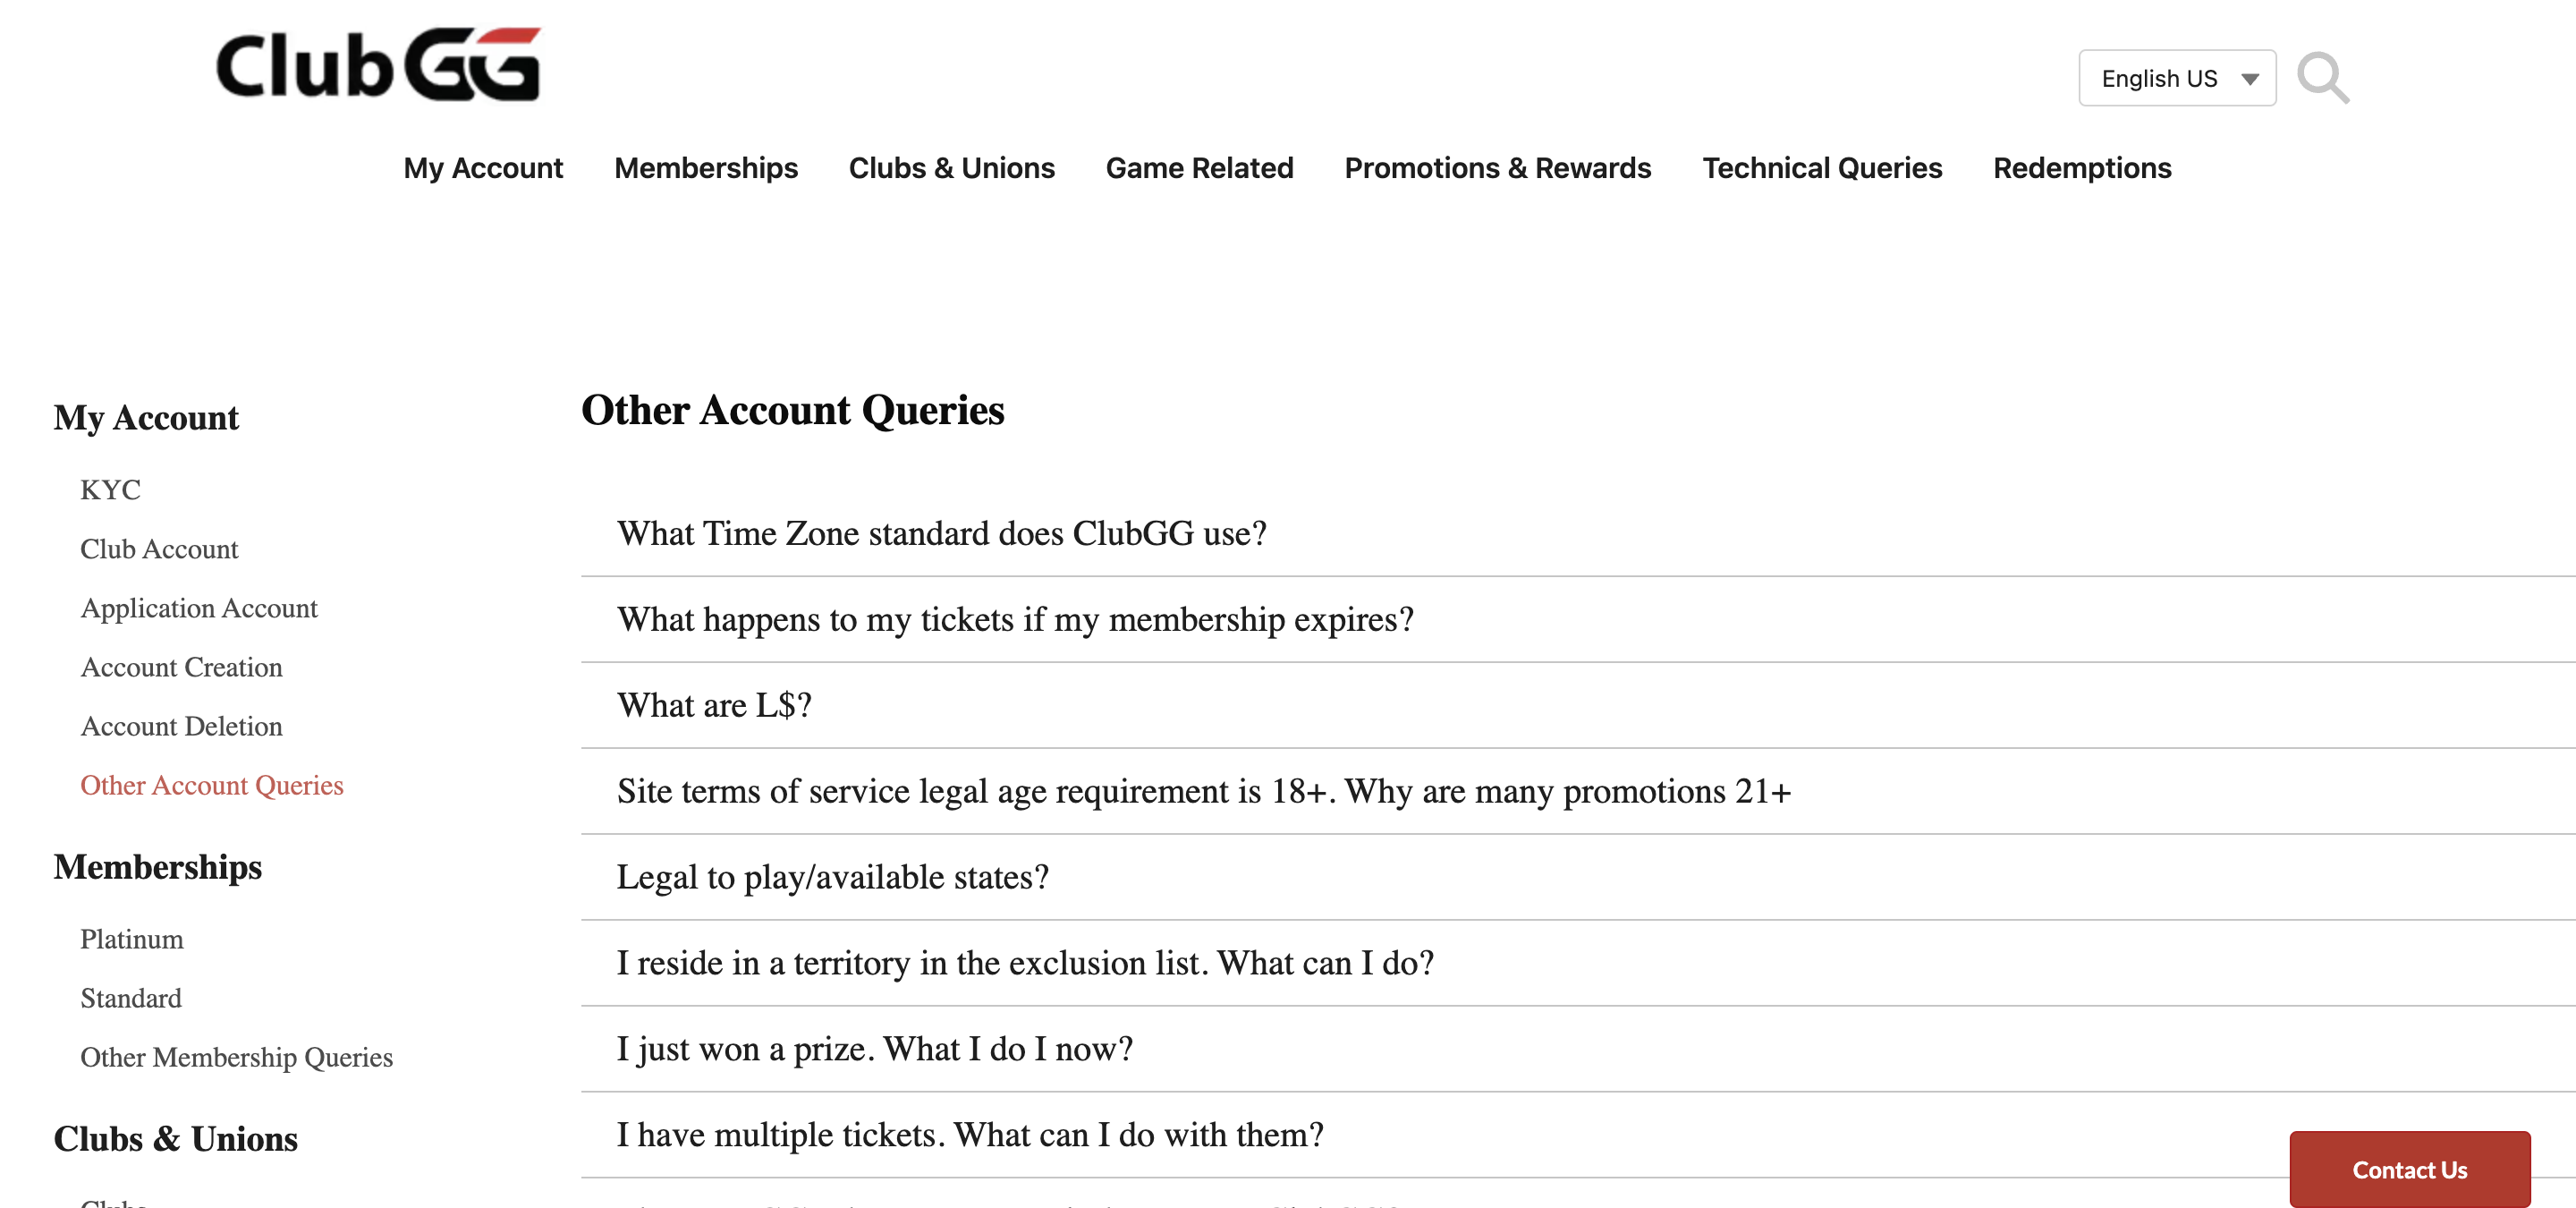 ClubGG
English US
My Account Memberships Clubs & Unions Game Related Promotions & Rewards Technical Queries Redemptions
My Account
KYC
Club Account
Application Account
Account Creation
Account Deletion
Other Account Queries
Memberships
Platinum
Standard
Other Membership Queries
Clubs & Unions
Clubs
Other Account Queries
What Time Zone standard does ClubGG use?
What happens to my tickets if my membership expires?
What are L$?
Site terms of service legal age requirement is 18+. Why are many promotions 21+
Legal to play/available states?
I reside in a territory in the exclusion list. What can I do?
I just won a prize. What I do I now?
I have multiple tickets. What can I do with them?
Contact Us